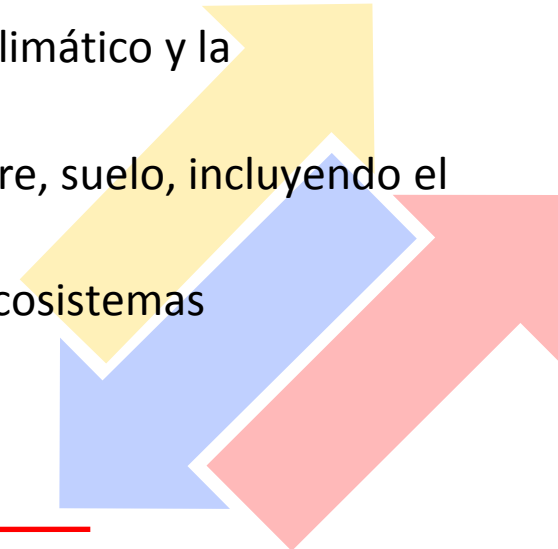 limático y la
re, suelo, incluyendo el
cosistemas